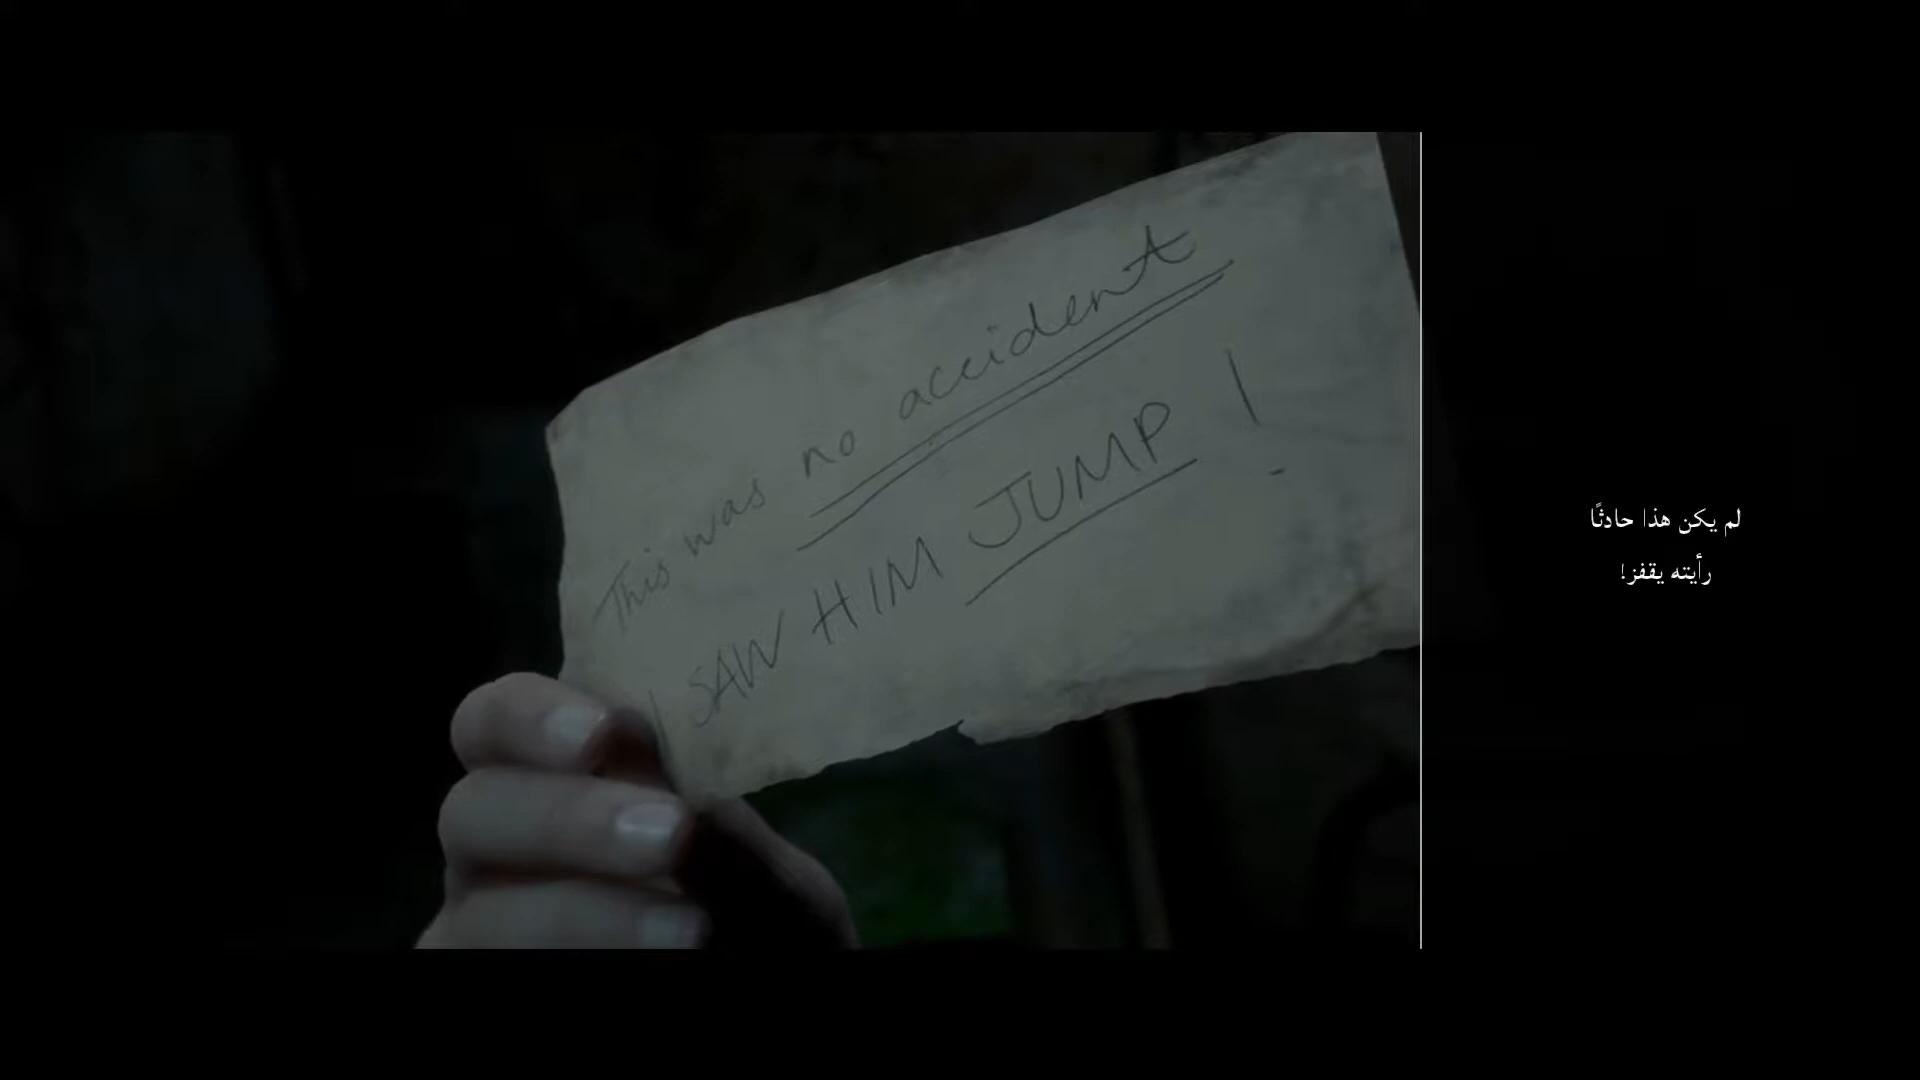 This was no accident
I SAW HIM JUMP!
لم يكن هذا حادثًا
رأيته يقفز!